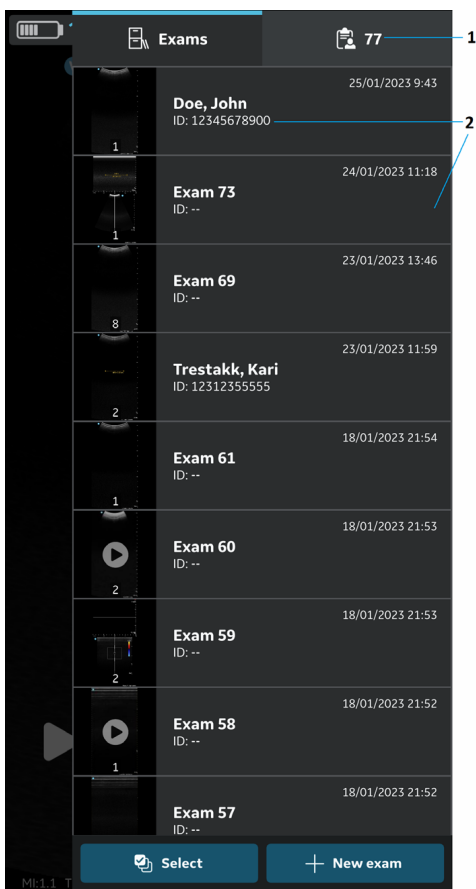 Exams
77
1
25/01/2023 9:43
Doe, John
ID: 12345678900
2
1
24/01/2023 11:18
Exam 73
ID: --
1
23/01/2023 13:46
Exam 69
ID: --
8
23/01/2023 11:59
Trestakk, Kari
ID: 12312355555
2
18/01/2023 21:54
Exam 61
ID: --
1
18/01/2023 21:53
Exam 60
ID: --
2
18/01/2023 21:53
Exam 59
ID: --
2
18/01/2023 21:52
Exam 58
ID: --
1
18/01/2023 21:52
Exam 57
ID: --
Select
New exam
MI:1.1 T